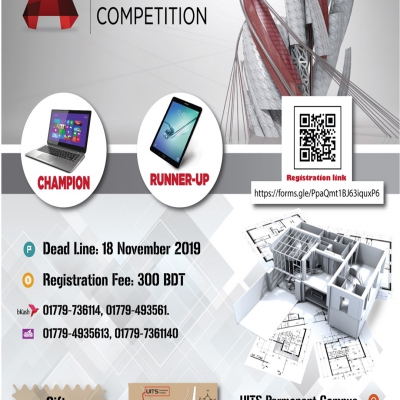 COMPETITION
CHAMPION
RUNNER-UP
Registration link
https://forms.gle/PpaQmt1BJ63iquxP6
Dead Line: 18 November 2019
Registration Fee: 300 BDT
bKash 01779-736114, 01779-493561.
01779-4935613, 01779-7361140
UITS
UITS Permanent Campus